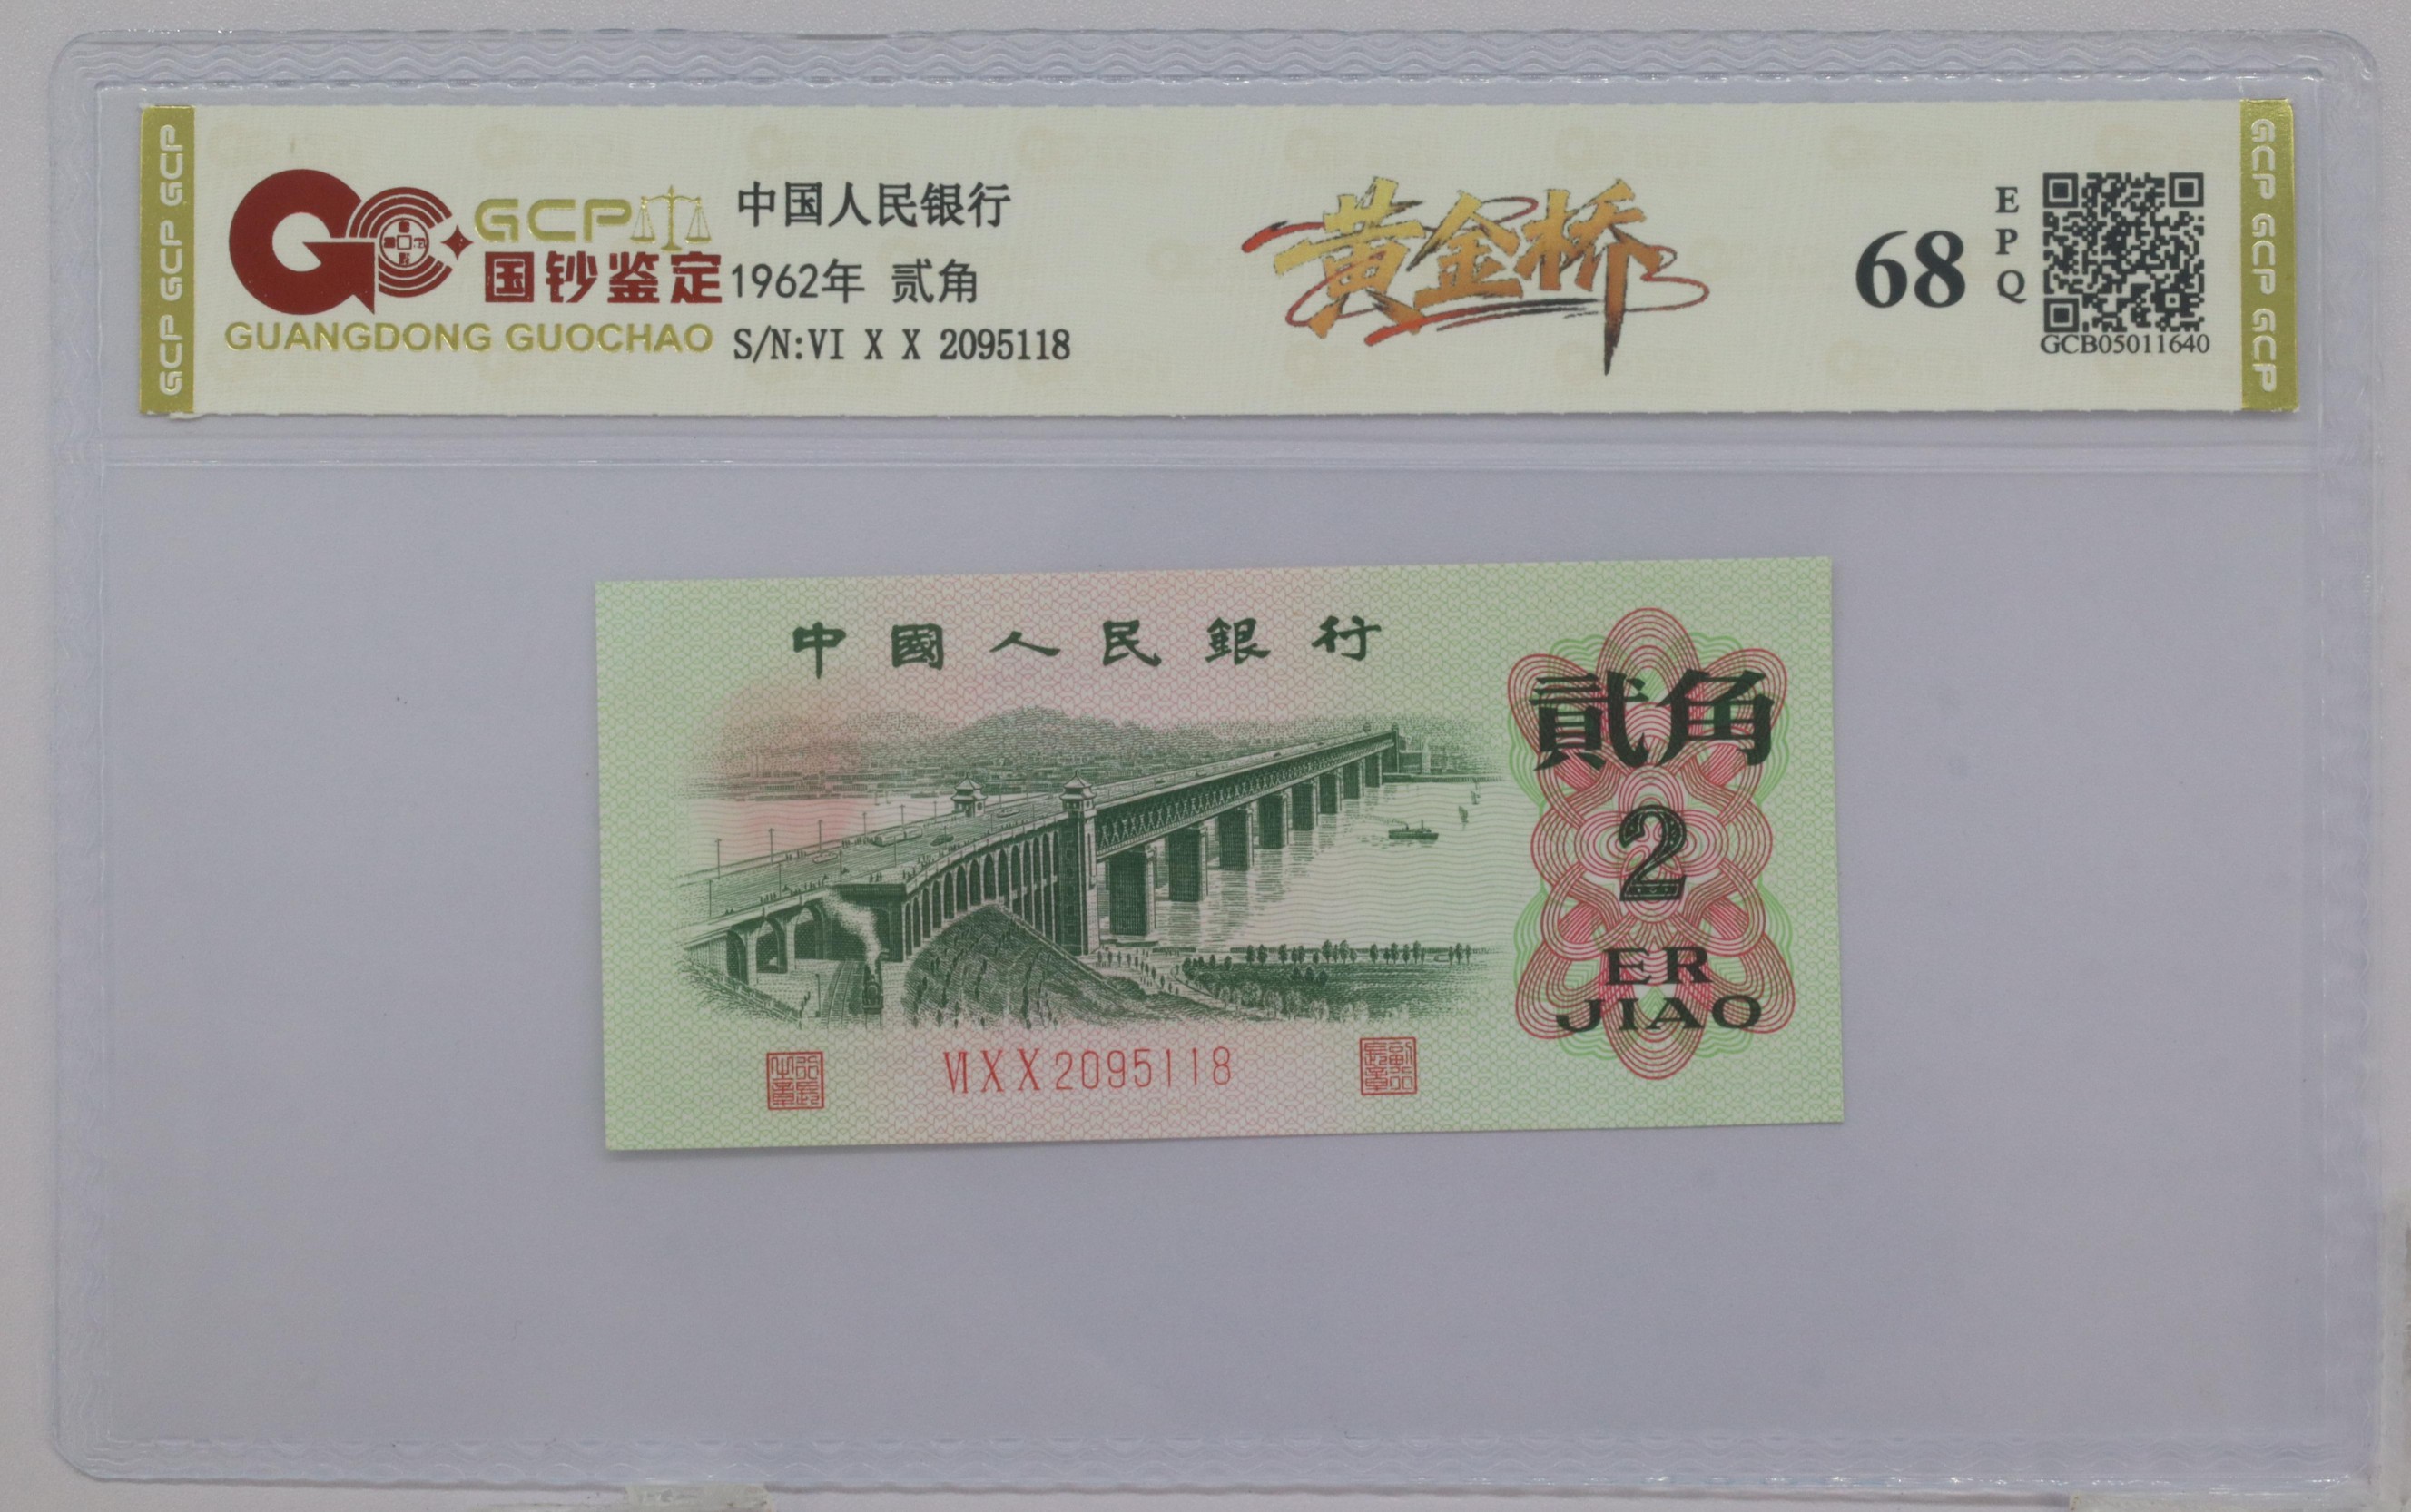 GCP GCP GCP
GCP
国钞鉴定
GUANGDONG GUOCHAO
中国人民银行
1962年 贰角
S/N:VI X X 2095118
黄金桥
68
EPQ
GCB05011640
GCP GCP GCP
中國人民銀行
貳角
2
ER
JIAO
VIXX2095118